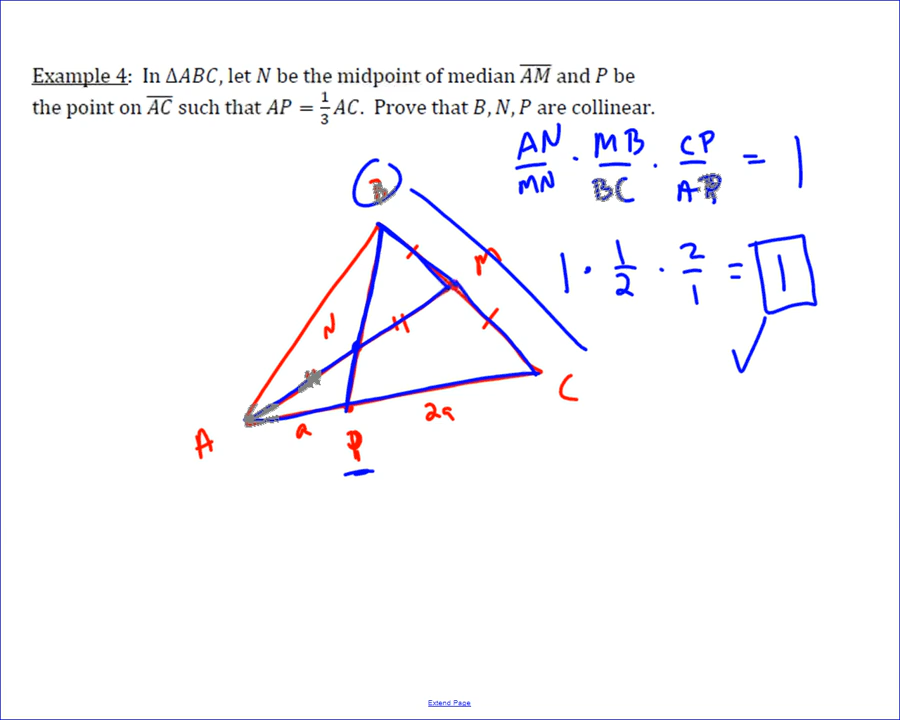 Example 4: In ΔABC, let N be the midpoint of median AM and P be
the point on AC such that AP = 1/3 AC. Prove that B, N, P are collinear.
AN/MN · MB/BC · CP/AP = 1
1 · 1/2 · 2/1 = 1
B
M
N
C
2a
a
A
P
Extend Page